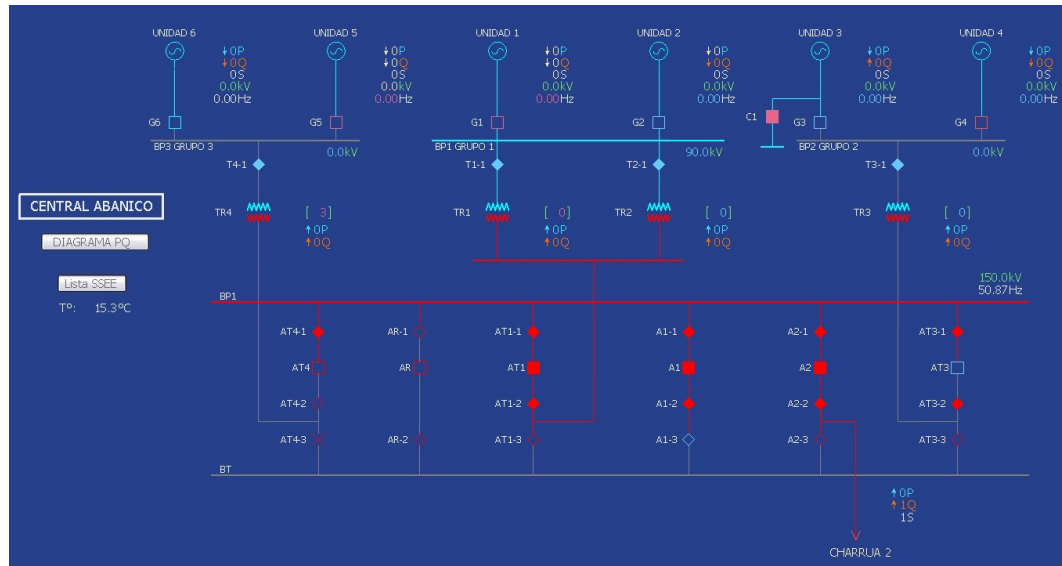 UNIDAD 6
UNIDAD 5
UNIDAD 1
UNIDAD 2
UNIDAD 3
UNIDAD 4
↓0P ↓0P ↓0P ↓0P ↓0P ↓0P
↓0Q ↓0Q ↓0Q ↓0Q ↑0Q ↓0Q
0S 0S 0S 0S 0S 0S
0.0kV 0.0kV 0.0kV 0.0kV 0.0kV 0.0kV
0.00Hz 0.00Hz 0.00Hz 0.00Hz 0.00Hz 0.00Hz
G6 G5 G1 G2 C1 G3 G4
BP3 GRUPO 3 0.0kV BP1 GRUPO 1 90.0kV BP2 GRUPO 2 0.0kV
T4-1 T1-1 T2-1 T3-1
CENTRAL ABANICO
TR4 [ 3] TR1 [ 0] TR2 [ 0] TR3 [ 0]
↑0P ↑0P ↑0P ↑0P
↑0Q ↑0Q ↑0Q ↑0Q
DIAGRAMA PQ
Lista SSEE
Tº: 15.3ºC
150.0kV
50.87Hz
BP1
AT4-1 AR-1 AT1-1 A1-1 A2-1 AT3-1
AT4 AR AT1 A1 A2 AT3
AT4-2 AT1-2 A1-2 A2-2 AT3-2
AT4-3 AR-2 AT1-3 A1-3 A2-3 AT3-3
BT
↑0P
↑1Q
1S
CHARRUA 2